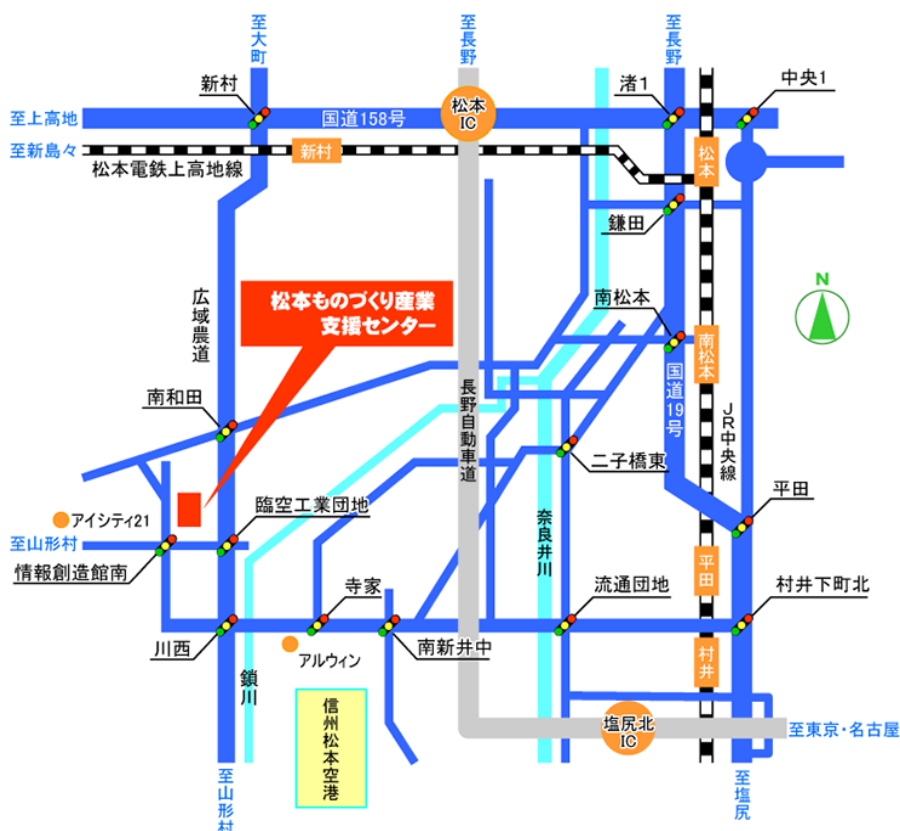 至大町
至長野
至長野
新村
渚1
中央1
至上高地
国道158号
松本
IC
至新島々
新村
松本
松本電鉄上高地線
鎌田
N
広域農道
松本ものづくり産業
支援センター
南松本
南松本
国道19号
長野自動車道
南和田
JR中央線
二子橋東
平田
アイシティ21
臨空工業団地
奈良井川
至山形村
情報創造館南
平田
寺家
流通団地
村井下町北
川西
アルウィン
南新井中
村井
鎖川
信州松本空港
塩尻北
IC
至東京・名古屋
至山形村
至塩尻